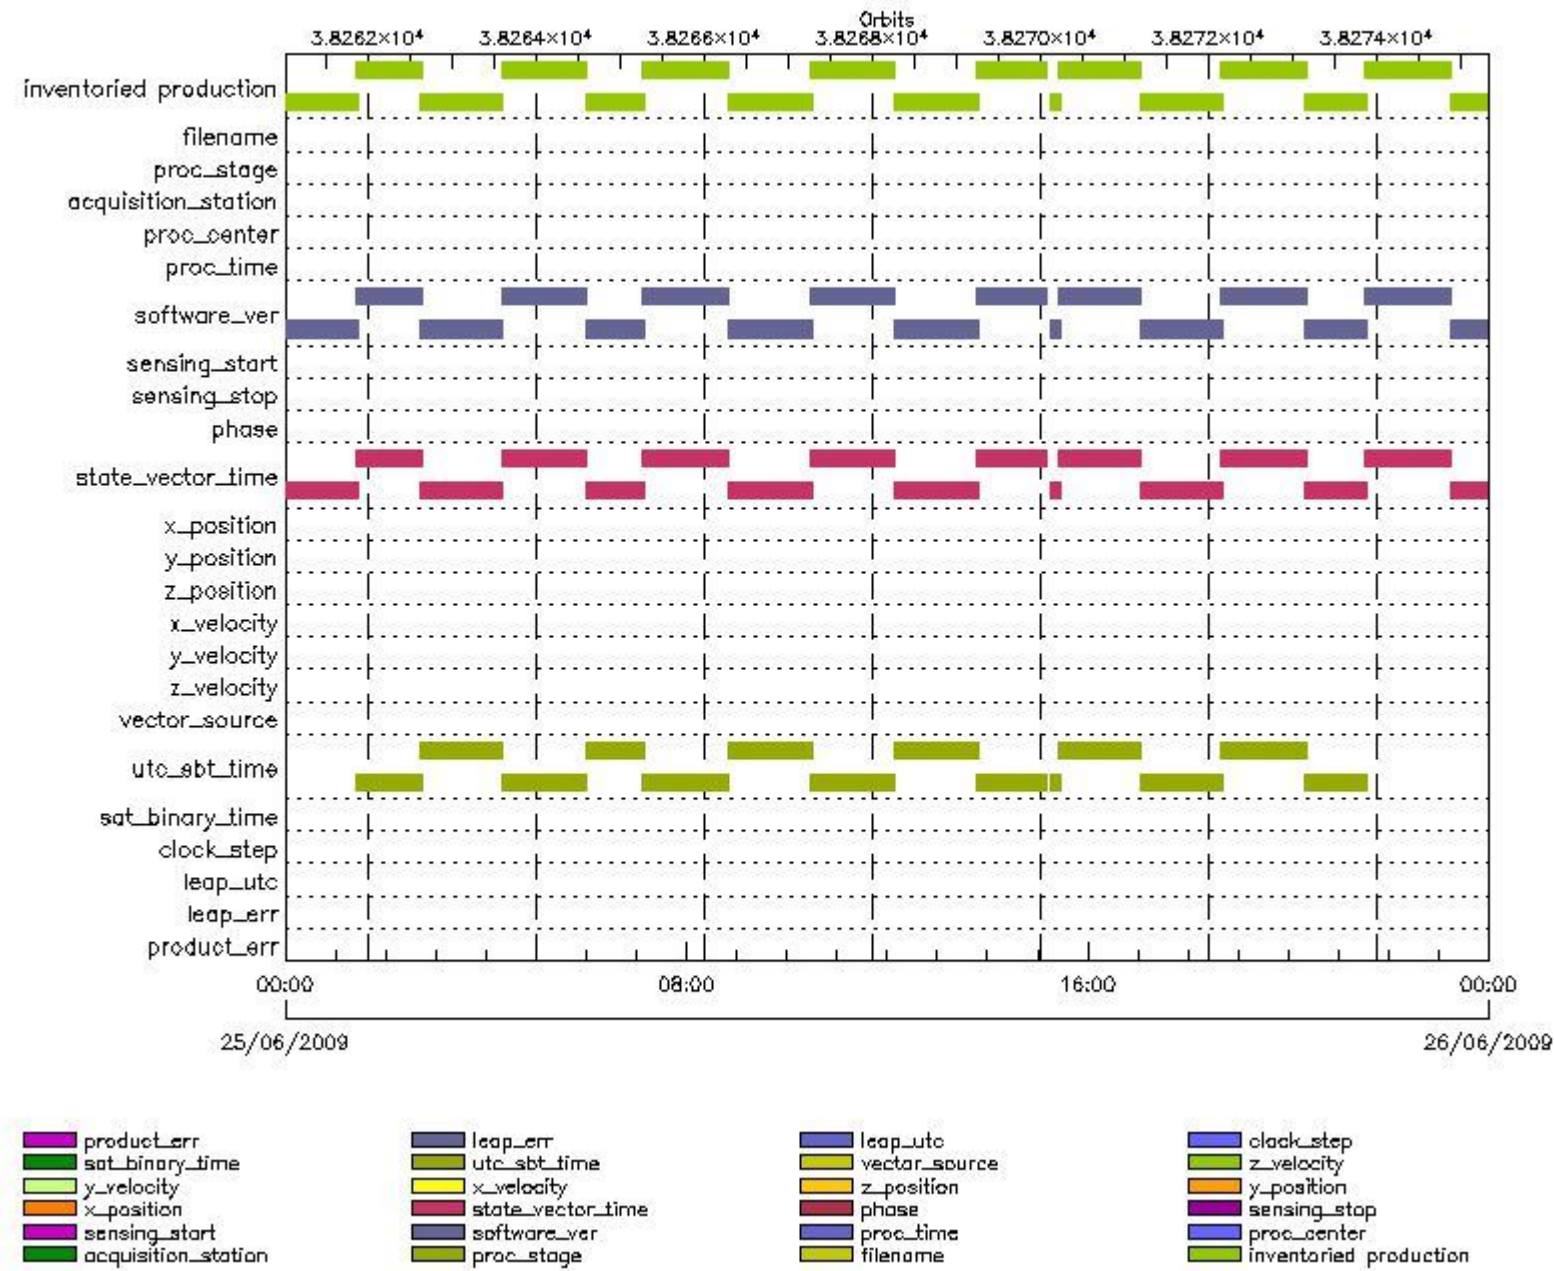 Orbits
3.8262×10⁴ 3.8264×10⁴ 3.8266×10⁴ 3.8268×10⁴ 3.8270×10⁴ 3.8272×10⁴ 3.8274×10⁴
inventoried production
filename
proc_stage
acquisition_station
proc_center
proc_time
software_ver
sensing_start
sensing_stop
phase
state_vector_time
x_position
y_position
z_position
x_velocity
y_velocity
z_velocity
vector_source
utc_sbt_time
sat_binary_time
clock_step
leap_utc
leap_err
product_err
00:00 08:00 16:00 00:00
25/06/2009 26/06/2009
product_err leap_err leap_utc clock_step
sat_binary_time utc_sbt_time vector_source z_velocity
y_velocity x_velocity z_position y_position
x_position state_vector_time phase sensing_stop
sensing_start software_ver proc_time proc_center
acquisition_station proc_stage filename inventoried production